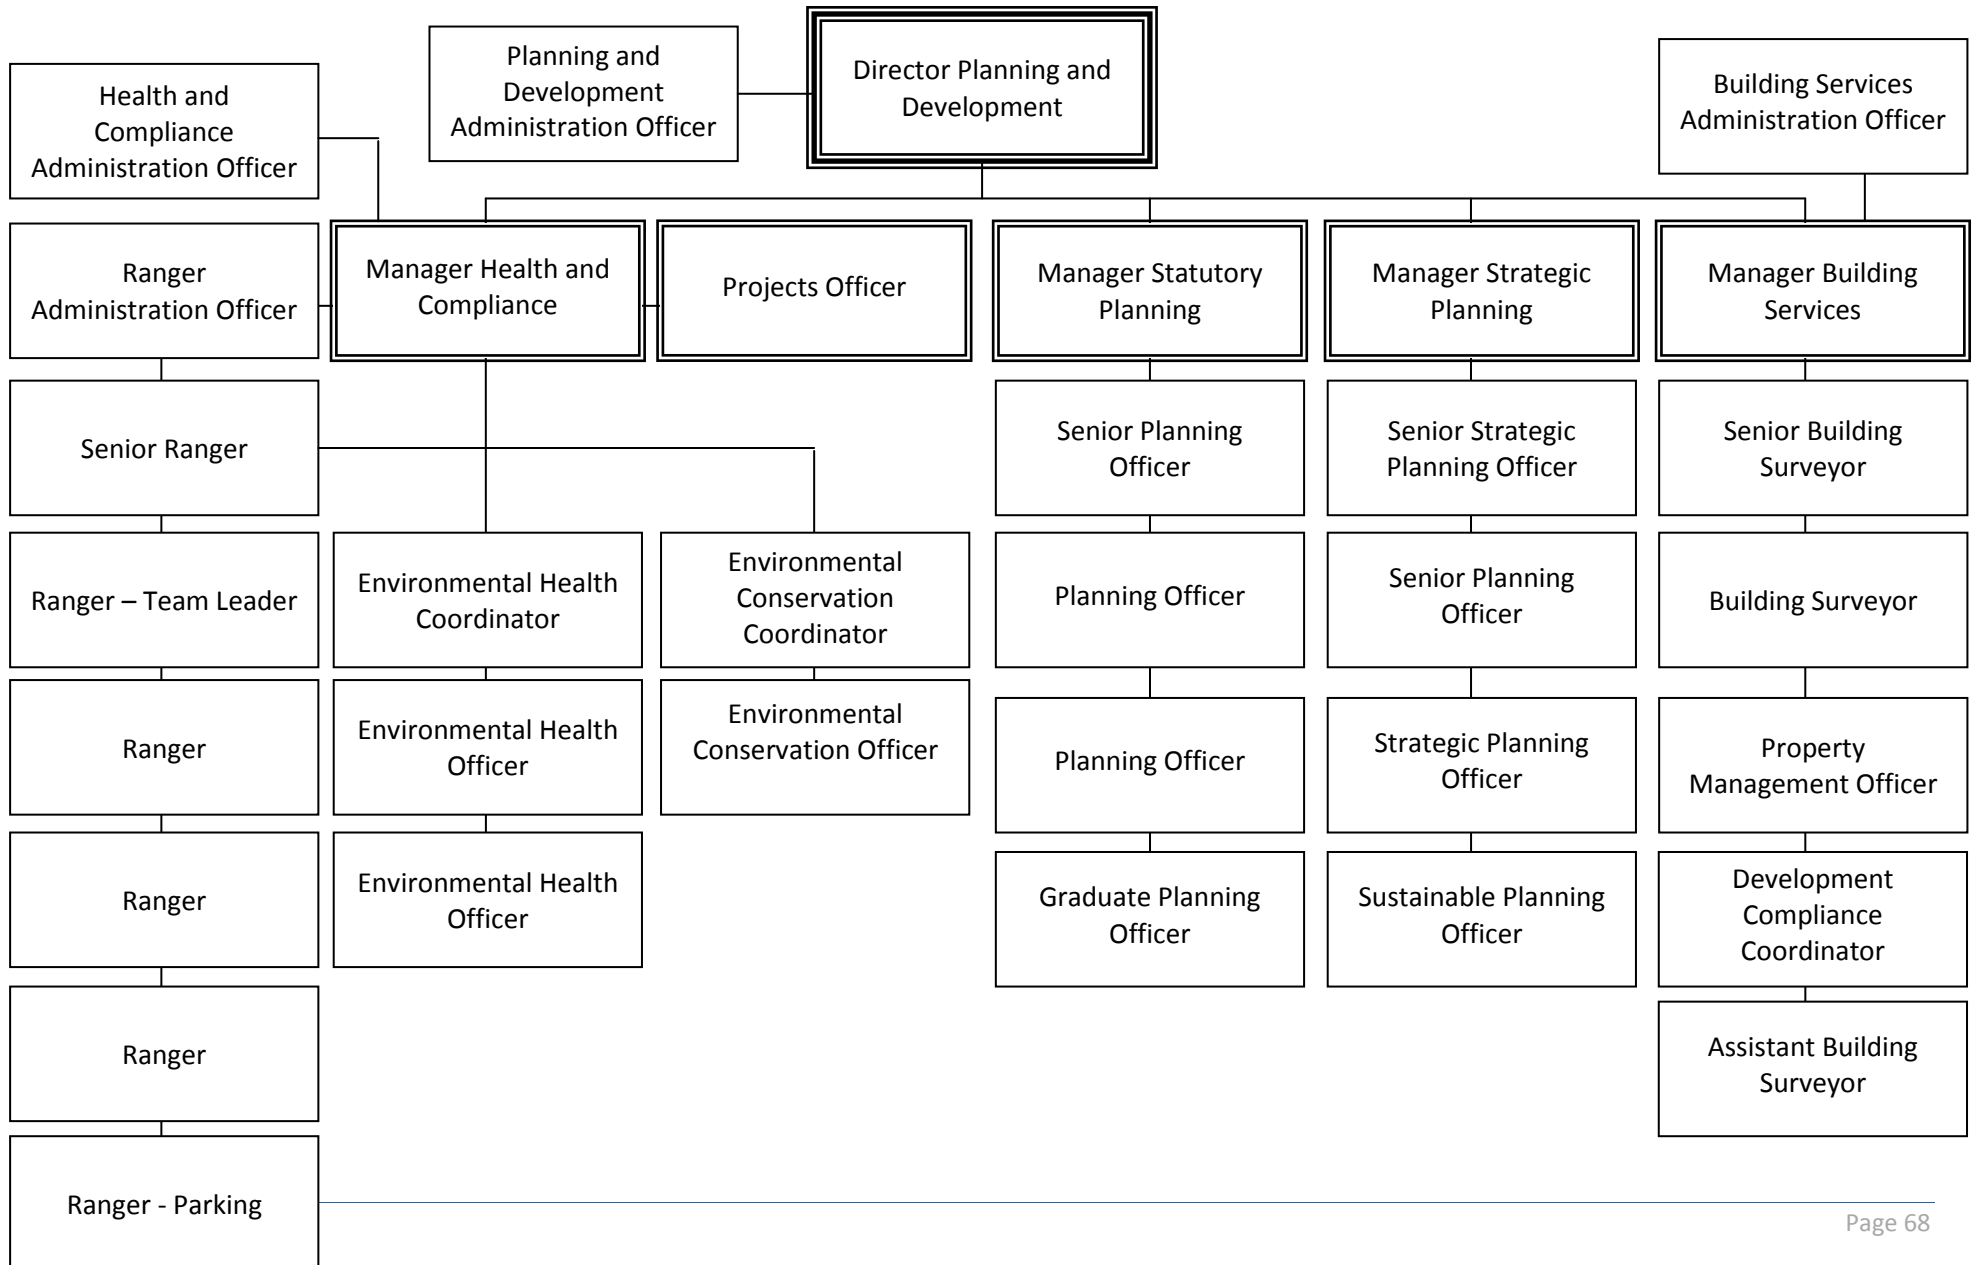 Planning and
Development
Administration Officer
Director Planning and
Development
Building Services
Administration Officer
Health and
Compliance
Administration Officer
Ranger
Administration Officer
Manager Health and
Compliance
Projects Officer
Manager Statutory
Planning
Manager Strategic
Planning
Manager Building
Services
Senior Ranger
Senior Planning
Officer
Senior Strategic
Planning Officer
Senior Building
Surveyor
Ranger – Team Leader
Environmental Health
Coordinator
Environmental
Conservation
Coordinator
Planning Officer
Senior Planning
Officer
Building Surveyor
Ranger
Environmental Health
Officer
Environmental
Conservation Officer
Planning Officer
Strategic Planning
Officer
Property
Management Officer
Ranger
Environmental Health
Officer
Graduate Planning
Officer
Sustainable Planning
Officer
Development
Compliance
Coordinator
Ranger
Assistant Building
Surveyor
Ranger - Parking
Page 68